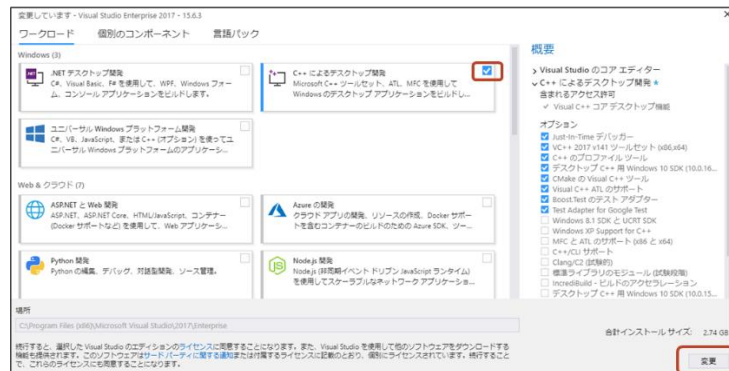 変更しています - Visual Studio Enterprise 2017 - 15.6.3
ワークロード 個別のコンポーネント 言語パック
Windows (3)
.NET デスクトップ開発
C#、Visual Basic、F# を使用して、WPF、Windows フォー
ム、コンソール アプリケーションをビルドします。
C++ によるデスクトップ開発
Microsoft C++ ツールセット、ATL、MFC を使用して
Windows のデスクトップ アプリケーションをビルドし...
ユニバーサル Windows プラットフォーム開発
C#、VB、JavaScript、または C++ (オプション) を使ってユ
ニバーサル Windows プラットフォームのアプリケーシ...
Web & クラウド (7)
ASP.NET と Web 開発
ASP.NET、ASP.NET Core、HTML/JavaScript、コンテナー
(Docker サポートなど) を使用して、Web アプリケーシ...
Azure の開発
クラウド アプリの開発、リソースの作成、Docker サポー
トを含むコンテナーのビルドのための Azure SDK、ツー...
Python 開発
Python の編集、デバッグ、対話型開発、ソース管理。
Node.js 開発
Node.js (非同期イベント ドリブン JavaScript ランタイム)
を使用してスケーラブルなネットワーク アプリケーショ...
場所
C:\Program Files (x86)\Microsoft Visual Studio\2017\Enterprise
続行すると、選択した Visual Studio のエディションのライセンスに同意することになります。また、Visual Studio を使用して他のソフトウェアをダウンロードする
機能も提供されます。このソフトウェアはサード パーティに関する通知または付属するライセンスに記載のとおり、個別にライセンスされています。続行すること
で、これらのライセンスにも同意することになります。
概要
Visual Studio のコア エディター
C++ によるデスクトップ開発 *
含まれるアクセス許可
Visual C++ コア デスクトップ機能
オプション
Just-In-Time デバッガー
VC++ 2017 v141 ツールセット (x86,x64)
C++ のプロファイル ツール
デスクトップ C++ 用 Windows 10 SDK (10.0.16...
CMake の Visual C++ ツール
Visual C++ ATL のサポート
Boost.Test のテスト アダプター
Test Adapter for Google Test
Windows 8.1 SDK と UCRT SDK
Windows XP Support for C++
MFC と ATL のサポート (x86 と x64)
C++/CLI サポート
Clang/C2 (試験的)
標準ライブラリのモジュール (試験段階)
IncrediBuild - ビルドのアクセラレーション
デスクトップ C++ 用 Windows 10 SDK (10.0.15...
合計インストール サイズ: 2.74 GB
変更